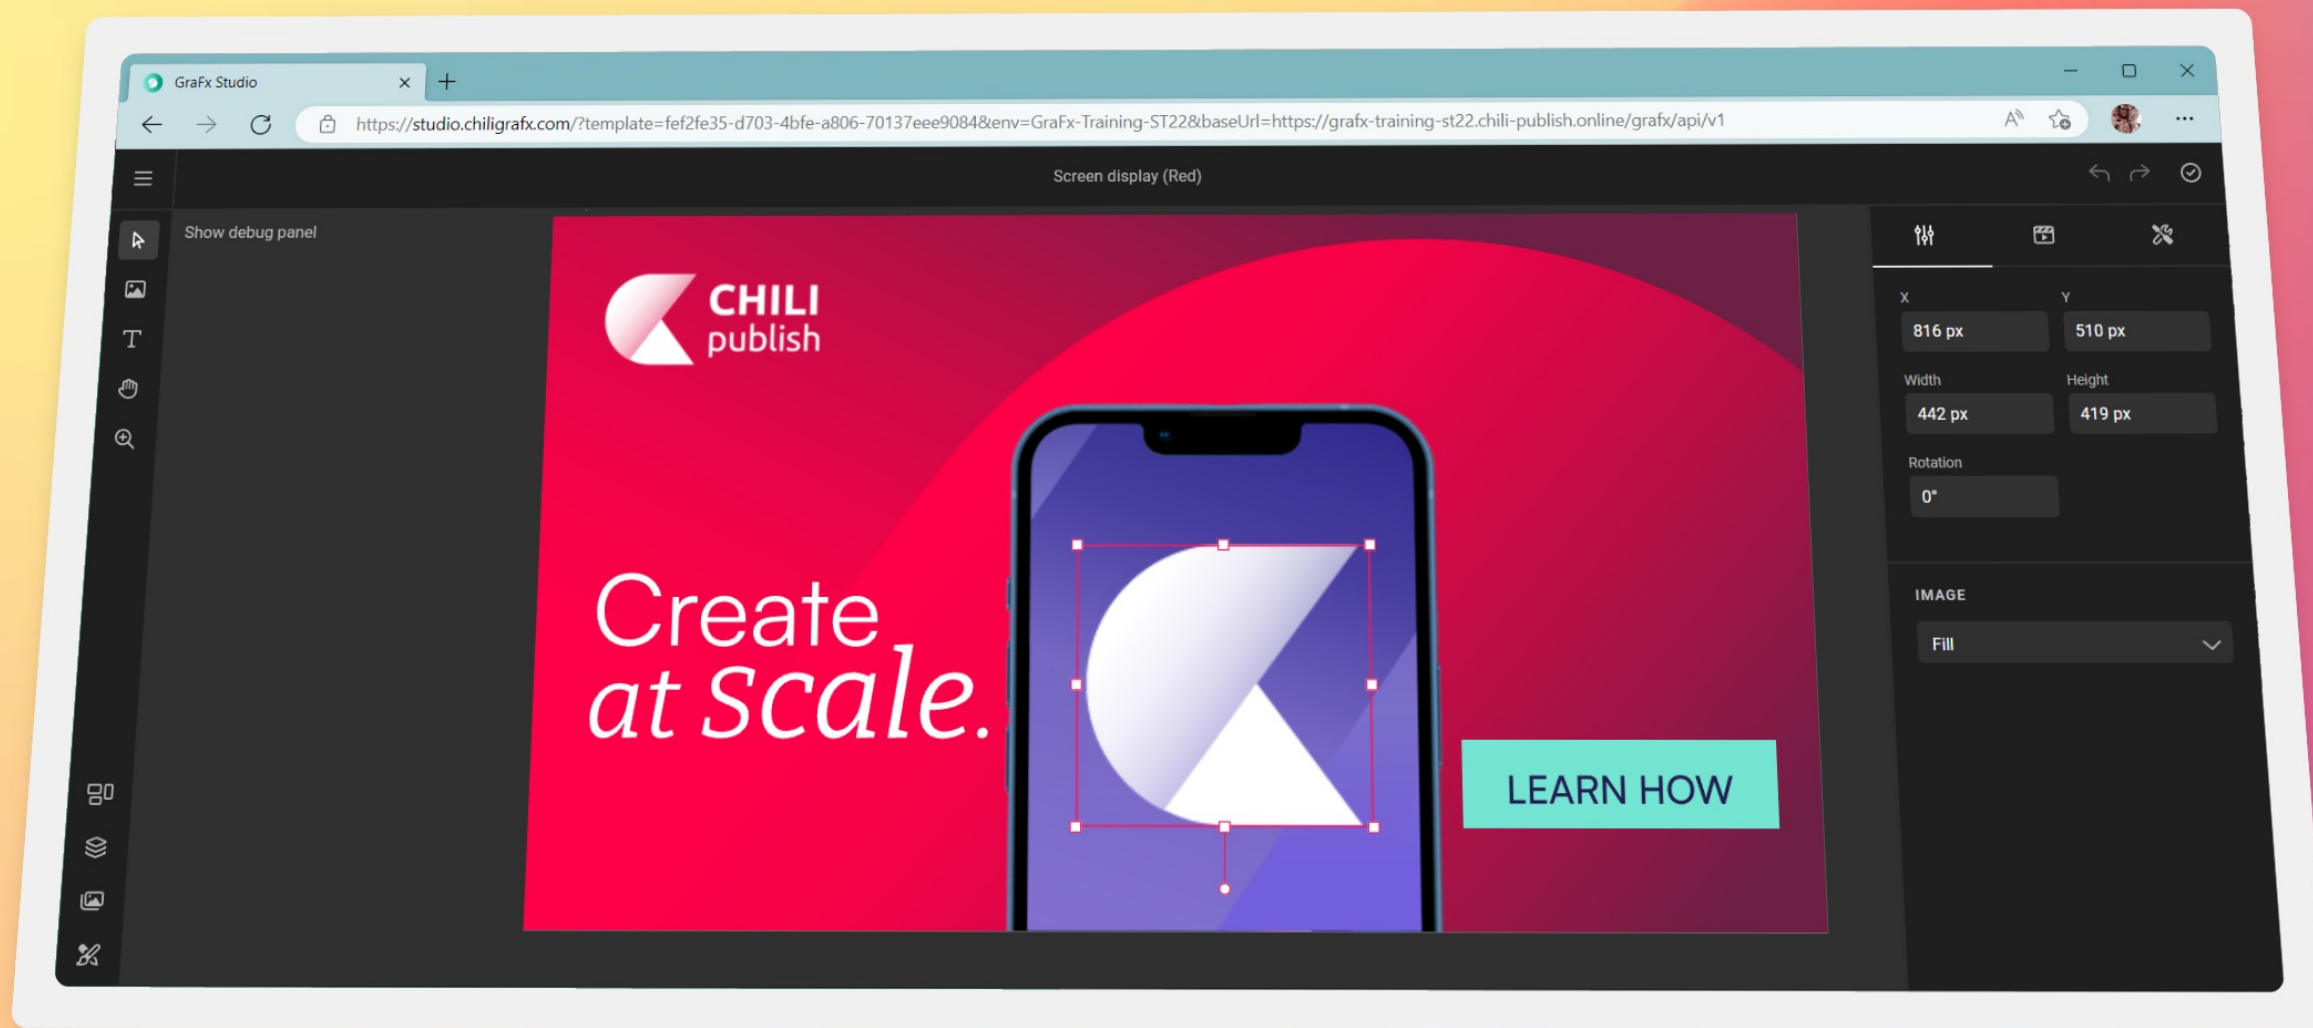 GraFx Studio
https://studio.chiligrafx.com/?template=fef2fe35-d703-4bfe-a806-70137eee9084&env=GraFx-Training-ST22&baseUrl=https://grafx-training-st22.chili-publish.online/grafx/api/v1
Screen display (Red)
Show debug panel
CHILI
publish
Create
at scale.
LEARN HOW
X
Y
816 px
510 px
Width
Height
442 px
419 px
Rotation
0°
IMAGE
Fill